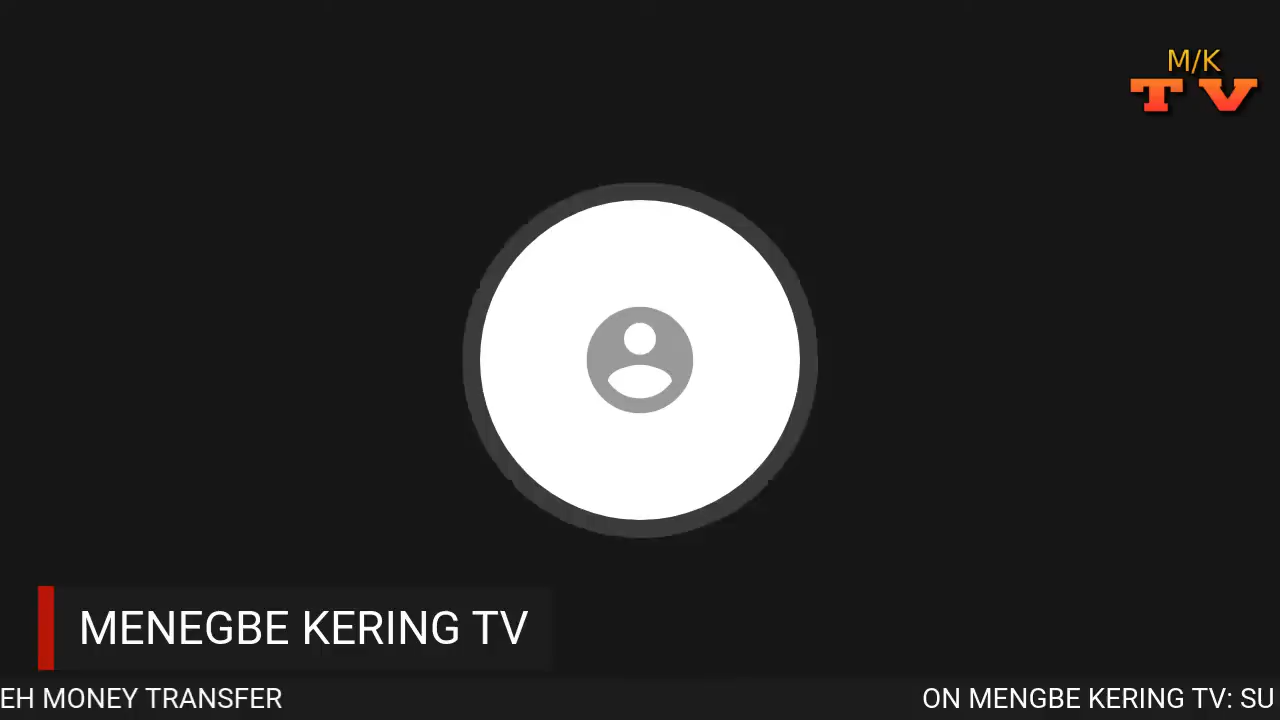 M/K
TV
MENEGBE KERING TV
EH MONEY TRANSFER ON MENGBE KERING TV: SU